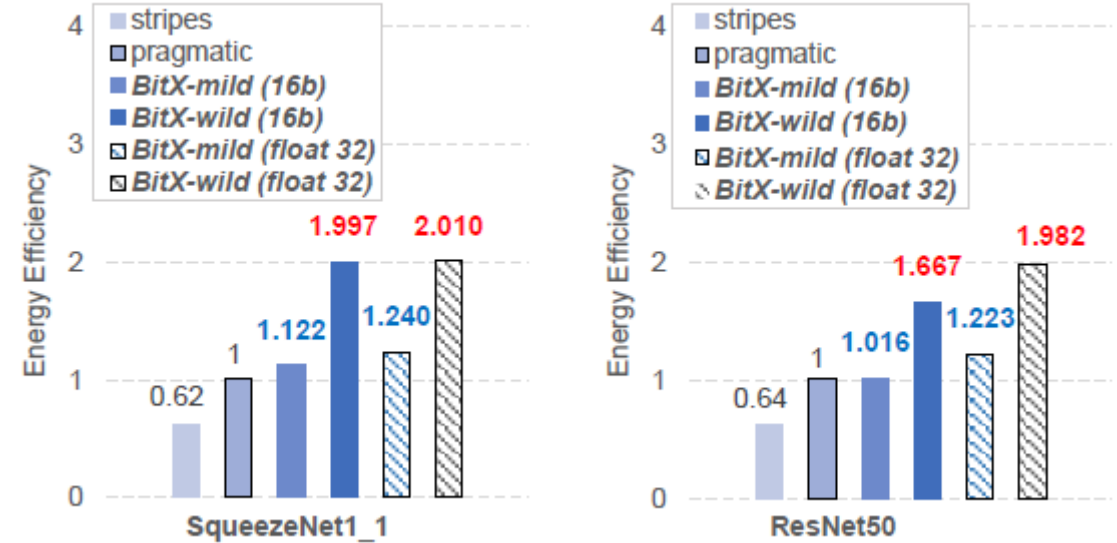 4
stripes
pragmatic
BitX-mild (16b)
BitX-wild (16b)
3
BitX-mild (float 32)
BitX-wild (float 32)
Energy Efficiency
1.997
2.010
2
1.122
1.240
1
1
0.62
0
SqueezeNet1_1
4
stripes
pragmatic
BitX-mild (16b)
BitX-wild (16b)
3
BitX-mild (float 32)
BitX-wild (float 32)
Energy Efficiency
1.982
2
1.667
1.223
1.016
1
1
0.64
0
ResNet50